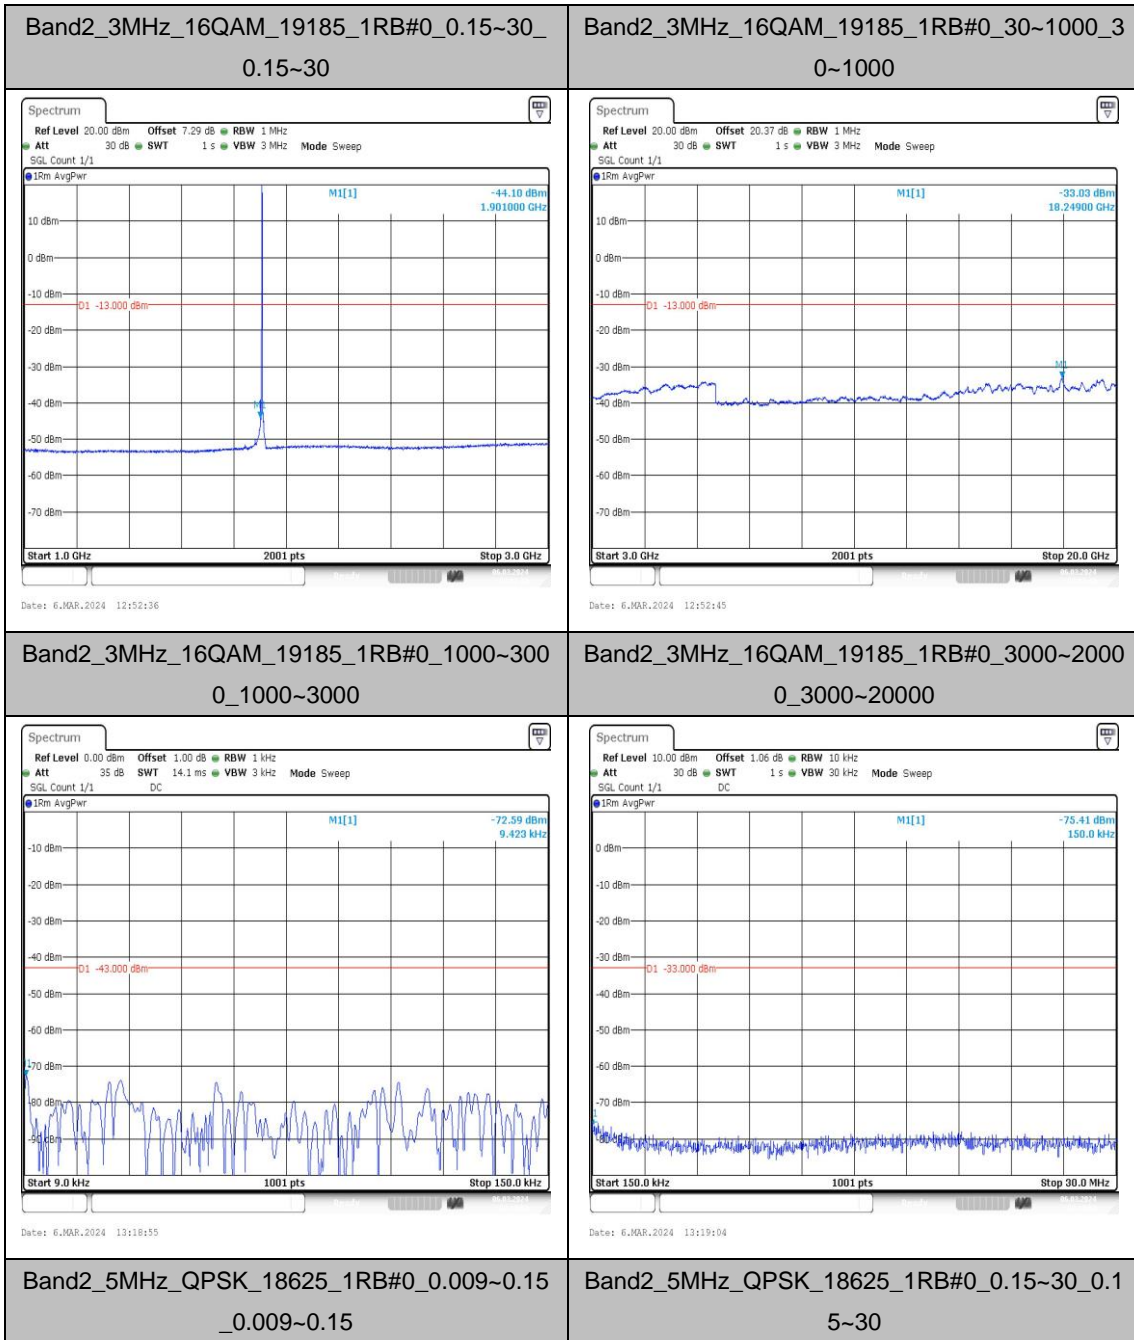 Band2_3MHz_16QAM_19185_1RB#0_0.15~30_
0.15~30
Band2_3MHz_16QAM_19185_1RB#0_30~1000_3
0~1000
Spectrum
Ref Level 20.00 dBm Offset 7.29 dB RBW 1 MHz
Att 30 dB SWT 1 s VBW 3 MHz Mode Sweep
SGL Count 1/1
1Rm AvgPwr
M1[1] -44.10 dBm
1.901000 GHz
10 dBm
0 dBm
-10 dBm
D1 -13.000 dBm
-20 dBm
-30 dBm
-40 dBm
-50 dBm
-60 dBm
-70 dBm
Start 1.0 GHz 2001 pts Stop 3.0 GHz
Date: 6.MAR.2024 12:52:36
Spectrum
Ref Level 20.00 dBm Offset 20.37 dB RBW 1 MHz
Att 30 dB SWT 1 s VBW 3 MHz Mode Sweep
SGL Count 1/1
1Rm AvgPwr
M1[1] -33.03 dBm
18.24900 GHz
10 dBm
0 dBm
-10 dBm
D1 -13.000 dBm
-20 dBm
-30 dBm
-40 dBm
-50 dBm
-60 dBm
-70 dBm
M1
Start 3.0 GHz 2001 pts Stop 20.0 GHz
Date: 6.MAR.2024 12:52:45
Band2_3MHz_16QAM_19185_1RB#0_1000~300
0_1000~3000
Band2_3MHz_16QAM_19185_1RB#0_3000~2000
0_3000~20000
Spectrum
Ref Level 0.00 dBm Offset 1.00 dB RBW 1 kHz
Att 35 dB SWT 14.1 ms VBW 3 kHz Mode Sweep
SGL Count 1/1 DC
1Rm AvgPwr
M1[1] -72.59 dBm
9.423 kHz
-10 dBm
-20 dBm
-30 dBm
-40 dBm
D1 -43.000 dBm
-50 dBm
-60 dBm
-70 dBm
-80 dBm
-90 dBm
Start 9.0 kHz 1001 pts Stop 150.0 kHz
Date: 6.MAR.2024 13:18:55
Spectrum
Ref Level 10.00 dBm Offset 1.06 dB RBW 10 kHz
Att 30 dB SWT 1 s VBW 30 kHz Mode Sweep
SGL Count 1/1 DC
1Rm AvgPwr
M1[1] -75.41 dBm
150.0 kHz
0 dBm
-10 dBm
-20 dBm
-30 dBm
D1 -33.000 dBm
-40 dBm
-50 dBm
-60 dBm
-70 dBm
-80 dBm
Start 150.0 kHz 1001 pts Stop 30.0 MHz
Date: 6.MAR.2024 13:19:04
Band2_5MHz_QPSK_18625_1RB#0_0.009~0.15
_0.009~0.15
Band2_5MHz_QPSK_18625_1RB#0_0.15~30_0.1
5~30